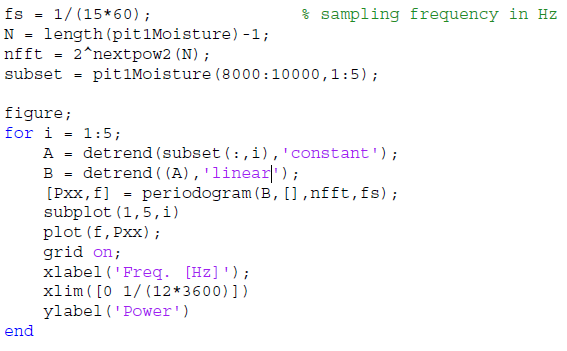 fs = 1/(15*60);                % sampling frequency in Hz
N = length(pit1Moisture)-1;
nfft = 2^nextpow2(N);
subset = pit1Moisture(8000:10000,1:5);
figure;
for i = 1:5;
    A = detrend(subset(:,i),'constant');
    B = detrend((A),'linear');
    [Pxx,f] = periodogram(B,[],nfft,fs);
    subplot(1,5,i)
    plot(f,Pxx);
    grid on;
    xlabel('Freq. [Hz]');
    xlim([0 1/(12*3600)])
    ylabel('Power')
end